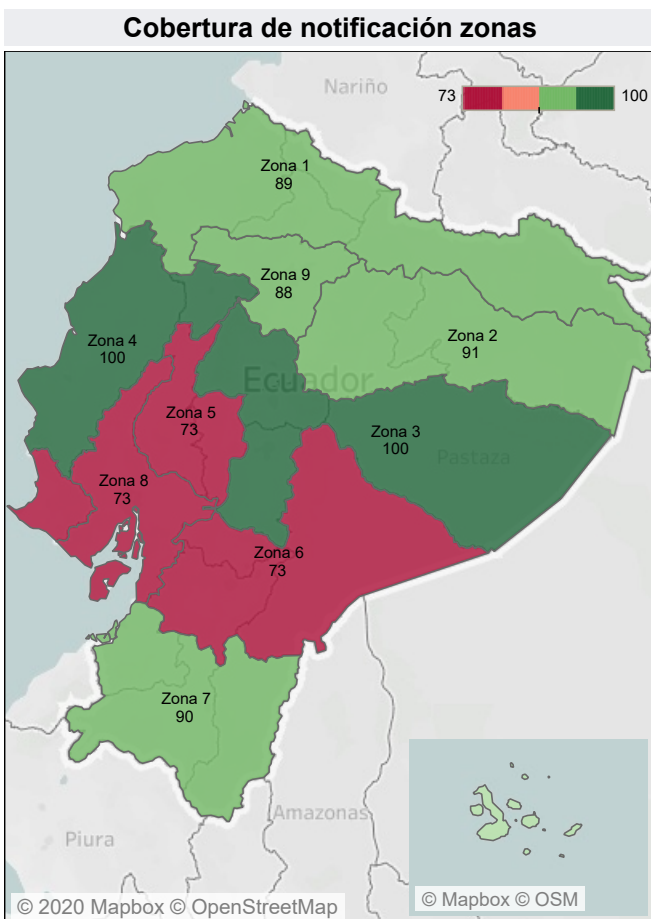 Cobertura de notificación zonas
Nariño
73
100
Zona 1
89
Zona 9
88
Zona 4
100
Zona 2
91
Ecuador
Zona 5
73
Zona 3
100
Pastaza
Zona 8
73
Zona 6
73
Zona 7
90
Amazonas
Piura
© 2020 Mapbox © OpenStreetMap
© Mapbox © OSM